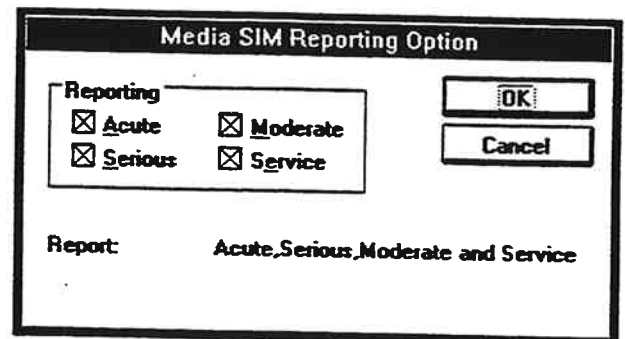 Media SIM Reporting Option
Reporting
Acute Moderate
Serious Service
OK
Cancel
Report: Acute,Serious,Moderate and Service